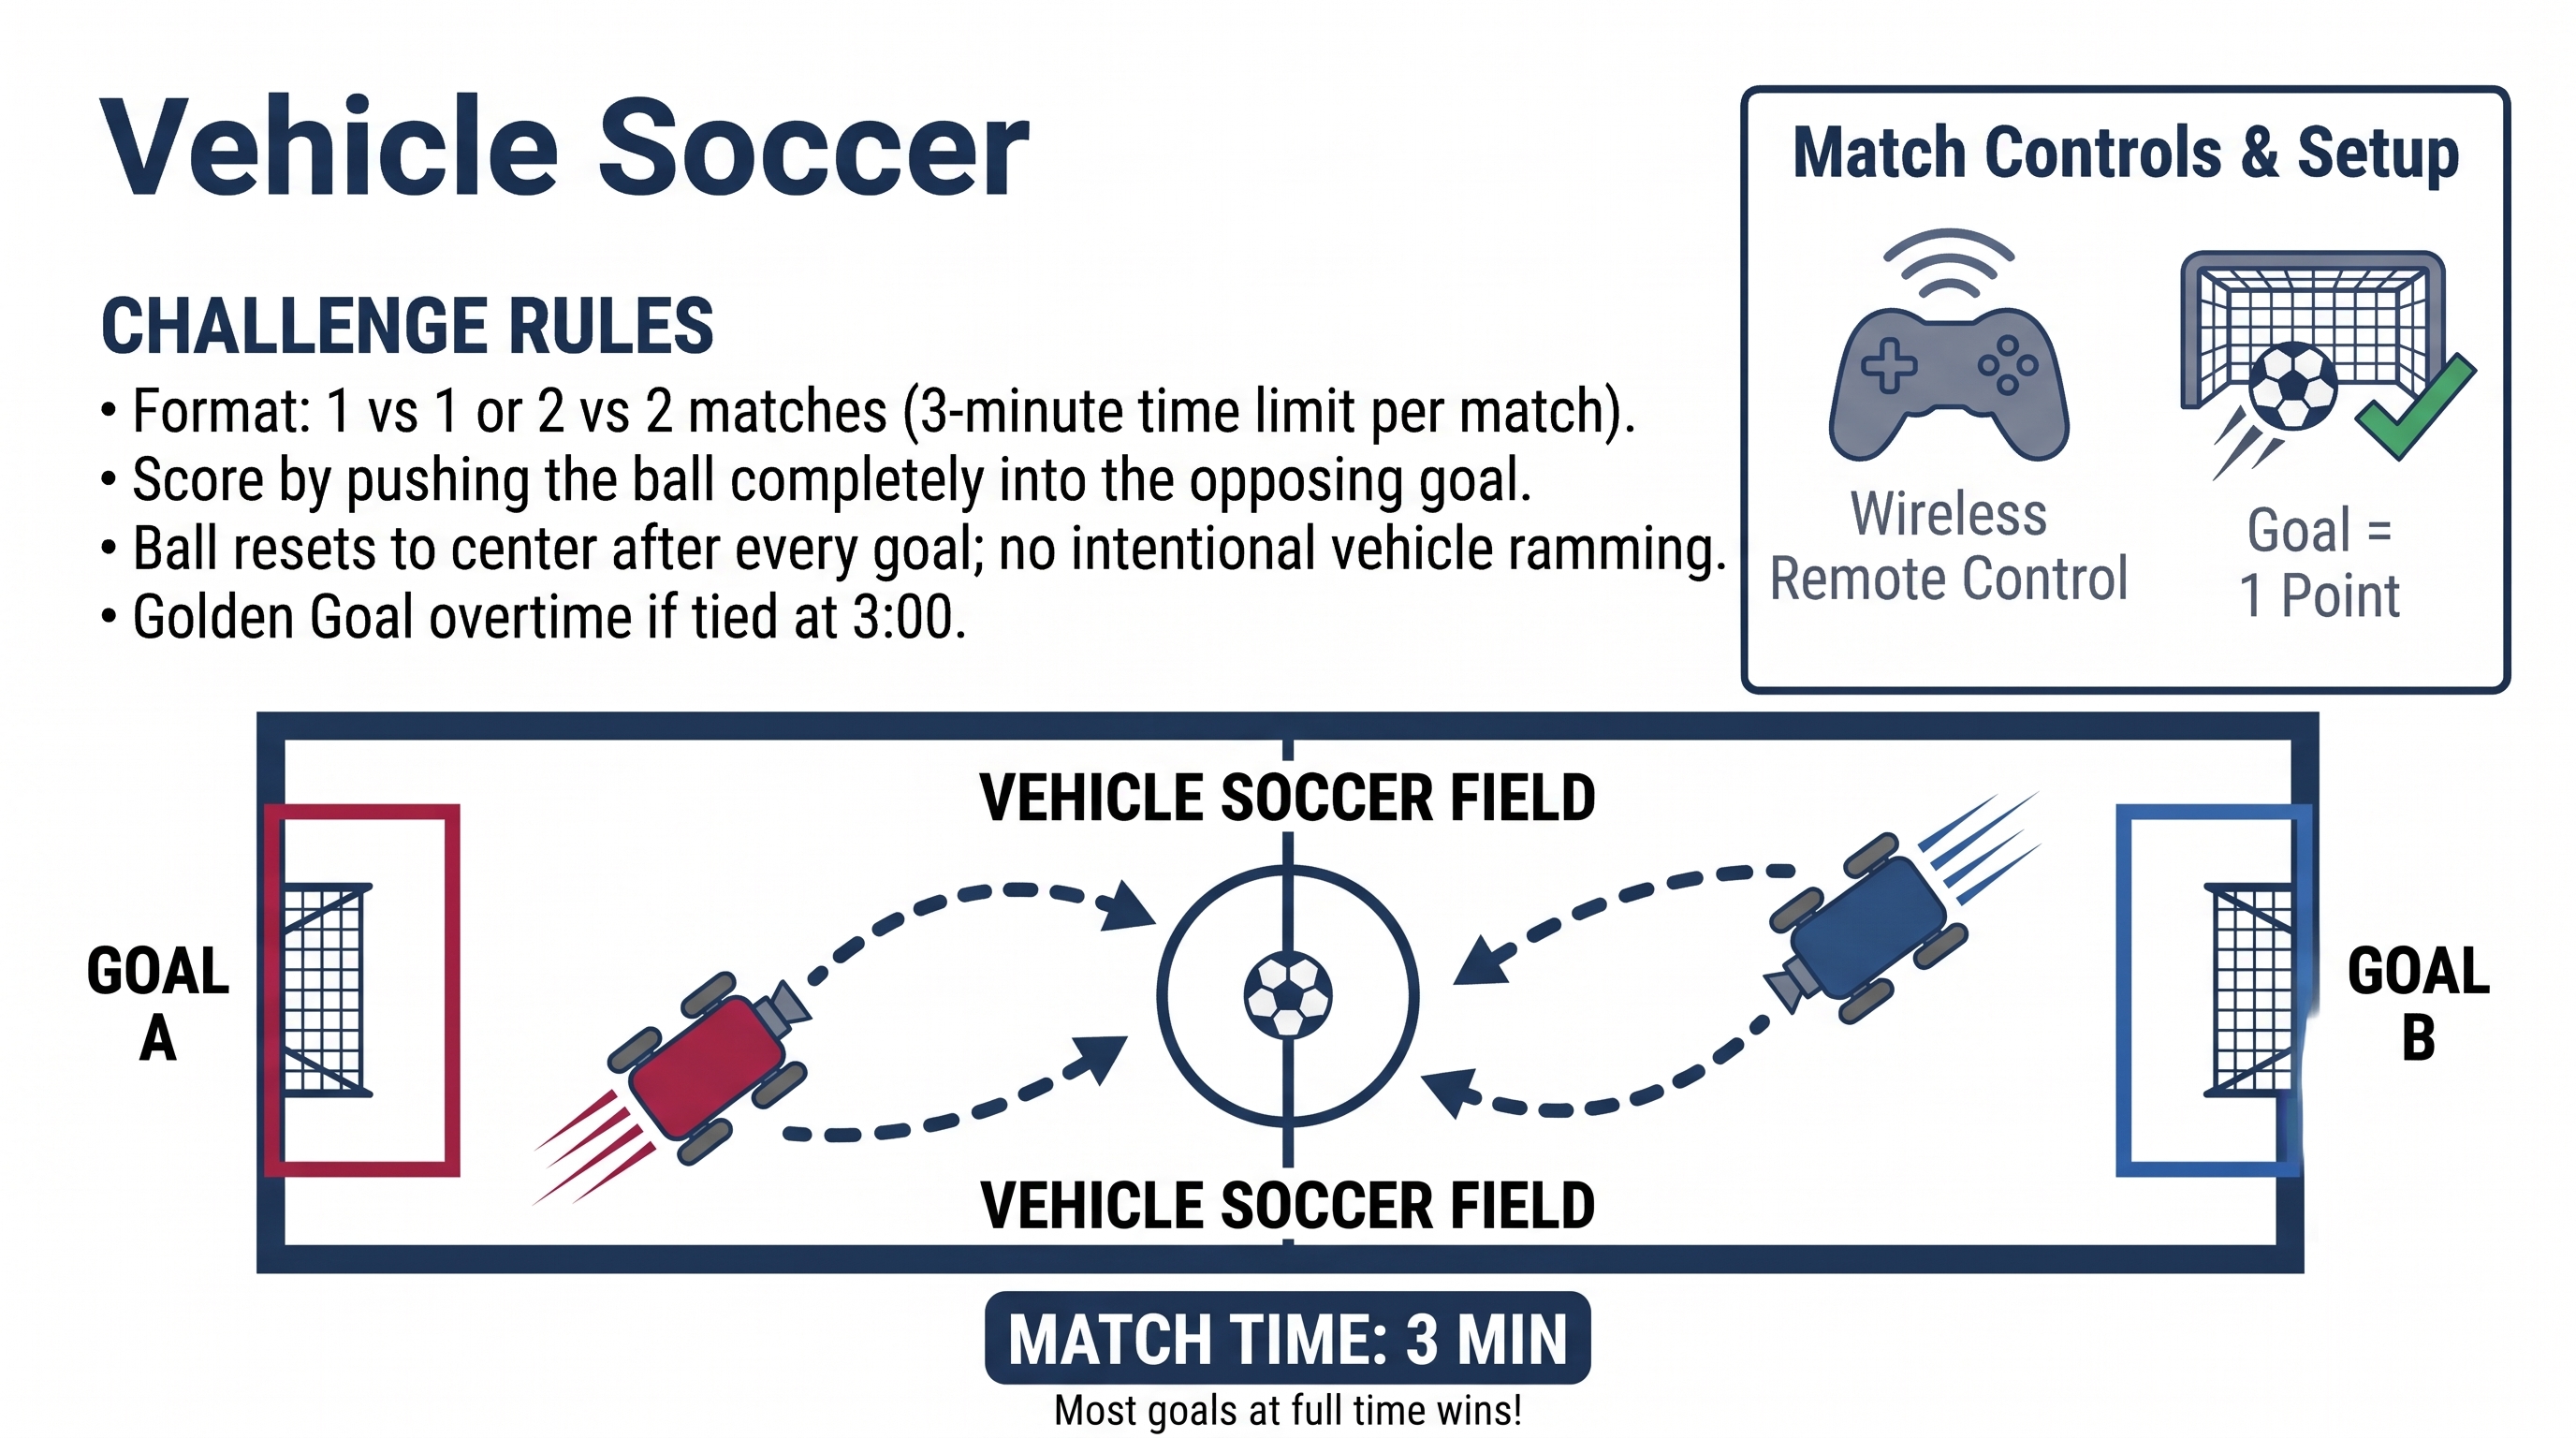 Vehicle Soccer
CHALLENGE RULES
• Format: 1 vs 1 or 2 vs 2 matches (3-minute time limit per match).
• Score by pushing the ball completely into the opposing goal.
• Ball resets to center after every goal; no intentional vehicle ramming.
• Golden Goal overtime if tied at 3:00.
Match Controls & Setup
Wireless
Remote Control
Goal =
1 Point
VEHICLE SOCCER FIELD
GOAL
A
GOAL
B
VEHICLE SOCCER FIELD
MATCH TIME: 3 MIN
Most goals at full time wins!